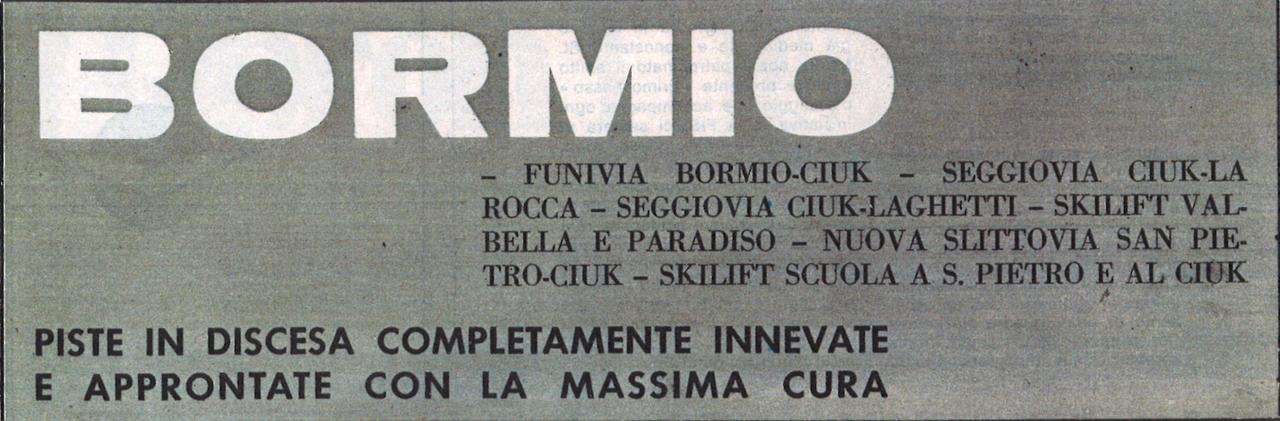 BORMIO
– FUNIVIA BORMIO-CIUK – SEGGIOVIA CIUK-LA
ROCCA – SEGGIOVIA CIUK-LAGHETTI – SKILIFT VAL-
BELLA E PARADISO – NUOVA SLITTOVIA SAN PIE-
TRO-CIUK – SKILIFT SCUOLA A S. PIETRO E AL CIUK
PISTE IN DISCESA COMPLETAMENTE INNEVATE
E APPRONTATE CON LA MASSIMA CURA